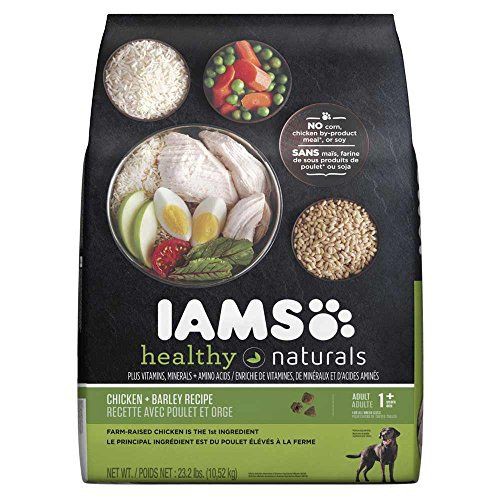 NO corn,
chicken by-product
meal*, or soy
SANS maïs, farine
de sous produits de
poulet* ou soja
IAMS
healthy naturals
PLUS VITAMINS, MINERALS + AMINO ACIDS / ENRICHIE DE VITAMINES, DE MINÉRAUX ET D'ACIDES AMINÉS
CHICKEN + BARLEY RECIPE
RECETTE AVEC POULET ET ORGE
ADULT
ADULTE
1+
FARM-RAISED CHICKEN IS THE 1st INGREDIENT
LE PRINCIPAL INGRÉDIENT EST DU POULET ÉLEVÉS À LA FERME
NET WT. / POIDS NET : 23.2 lbs. (10.52 kg)